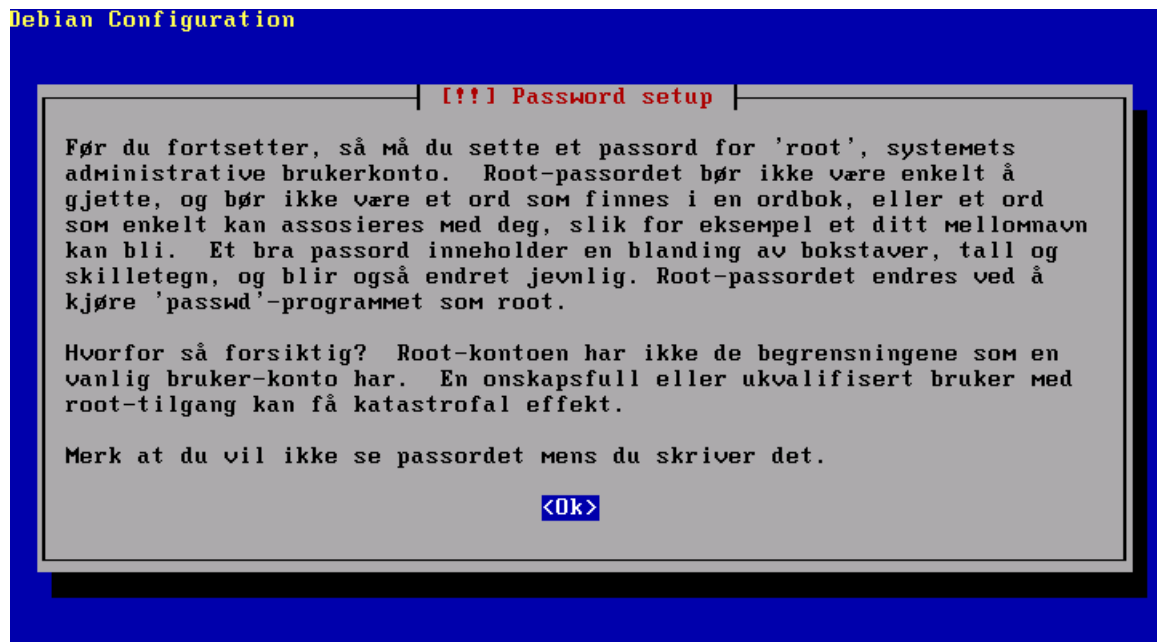 Debian Configuration
[!!] Password setup
Før du fortsetter, så må du sette et passord for 'root', systemets
administrative brukerkonto.  Root-passordet bør ikke være enkelt å
gjette, og bør ikke være et ord som finnes i en ordbok, eller et ord
som enkelt kan assosieres med deg, slik for eksempel et ditt mellomnavn
kan bli.  Et bra passord inneholder en blanding av bokstaver, tall og
skilletegn, og blir også endret jevnlig. Root-passordet endres ved å
kjøre 'passwd'-programmet som root.
Hvorfor så forsiktig?  Root-kontoen har ikke de begrensningene som en
vanlig bruker-konto har.  En onskapsfull eller ukvalifisert bruker med
root-tilgang kan få katastrofal effekt.
Merk at du vil ikke se passordet mens du skriver det.
<Ok>